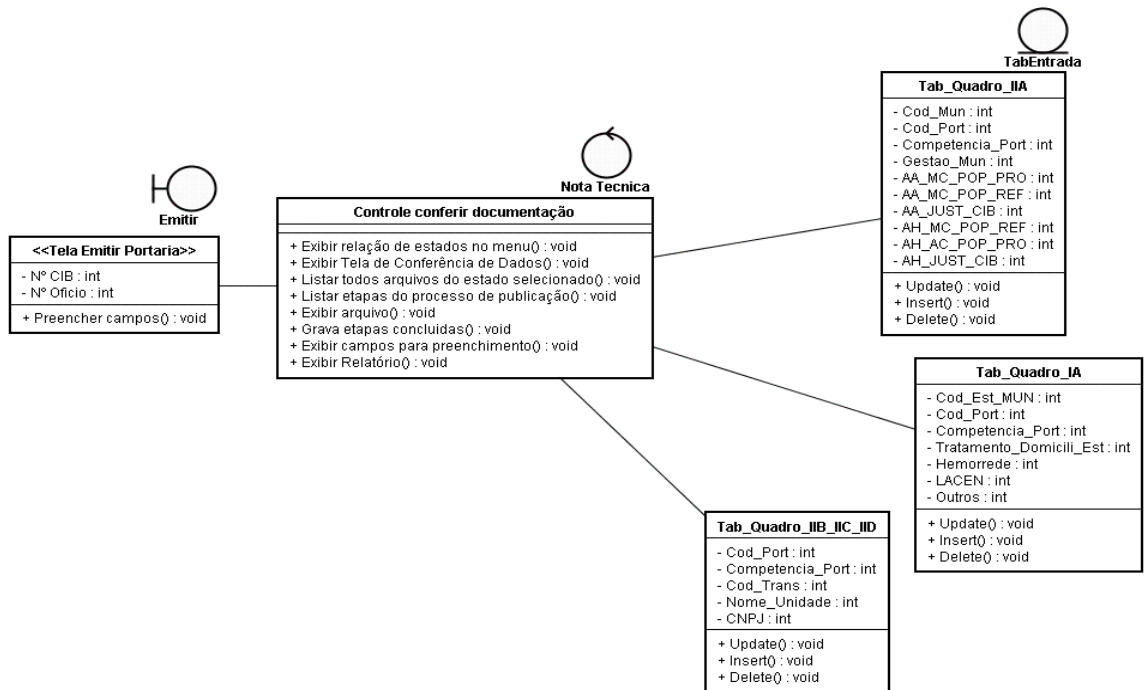 Emitir
<<Tela Emitir Portaria>>
- Nº CIB : int
- Nº Oficio : int
+ Preencher campos() : void
Nota Tecnica
Controle conferir documentação
+ Exibir relação de estados no menu() : void
+ Exibir Tela de Conferência de Dados() : void
+ Listar todos arquivos do estado selecionado() : void
+ Listar etapas do processo de publicação() : void
+ Exibir arquivo() : void
+ Grava etapas concluidas() : void
+ Exibir campos para preenchimento() : void
+ Exibir Relatório() : void
TabEntrada
Tab_Quadro_IIA
- Cod_Mun : int
- Cod_Port : int
- Competencia_Port : int
- Gestao_Mun : int
- AA_MC_POP_PRO : int
- AA_MC_POP_REF : int
- AA_JUST_CIB : int
- AH_MC_POP_REF : int
- AH_AC_POP_PRO : int
- AH_JUST_CIB : int
+ Update() : void
+ Insert() : void
+ Delete() : void
Tab_Quadro_IA
- Cod_Est_MUN : int
- Cod_Port : int
- Competencia_Port : int
- Tratamento_Domicili_Est : int
- Hemorrede : int
- LACEN : int
- Outros : int
+ Update() : void
+ Insert() : void
+ Delete() : void
Tab_Quadro_IIB_IIC_IID
- Cod_Port : int
- Competencia_Port : int
- Cod_Trans : int
- Nome_Unidade : int
- CNPJ : int
+ Update() : void
+ Insert() : void
+ Delete() : void